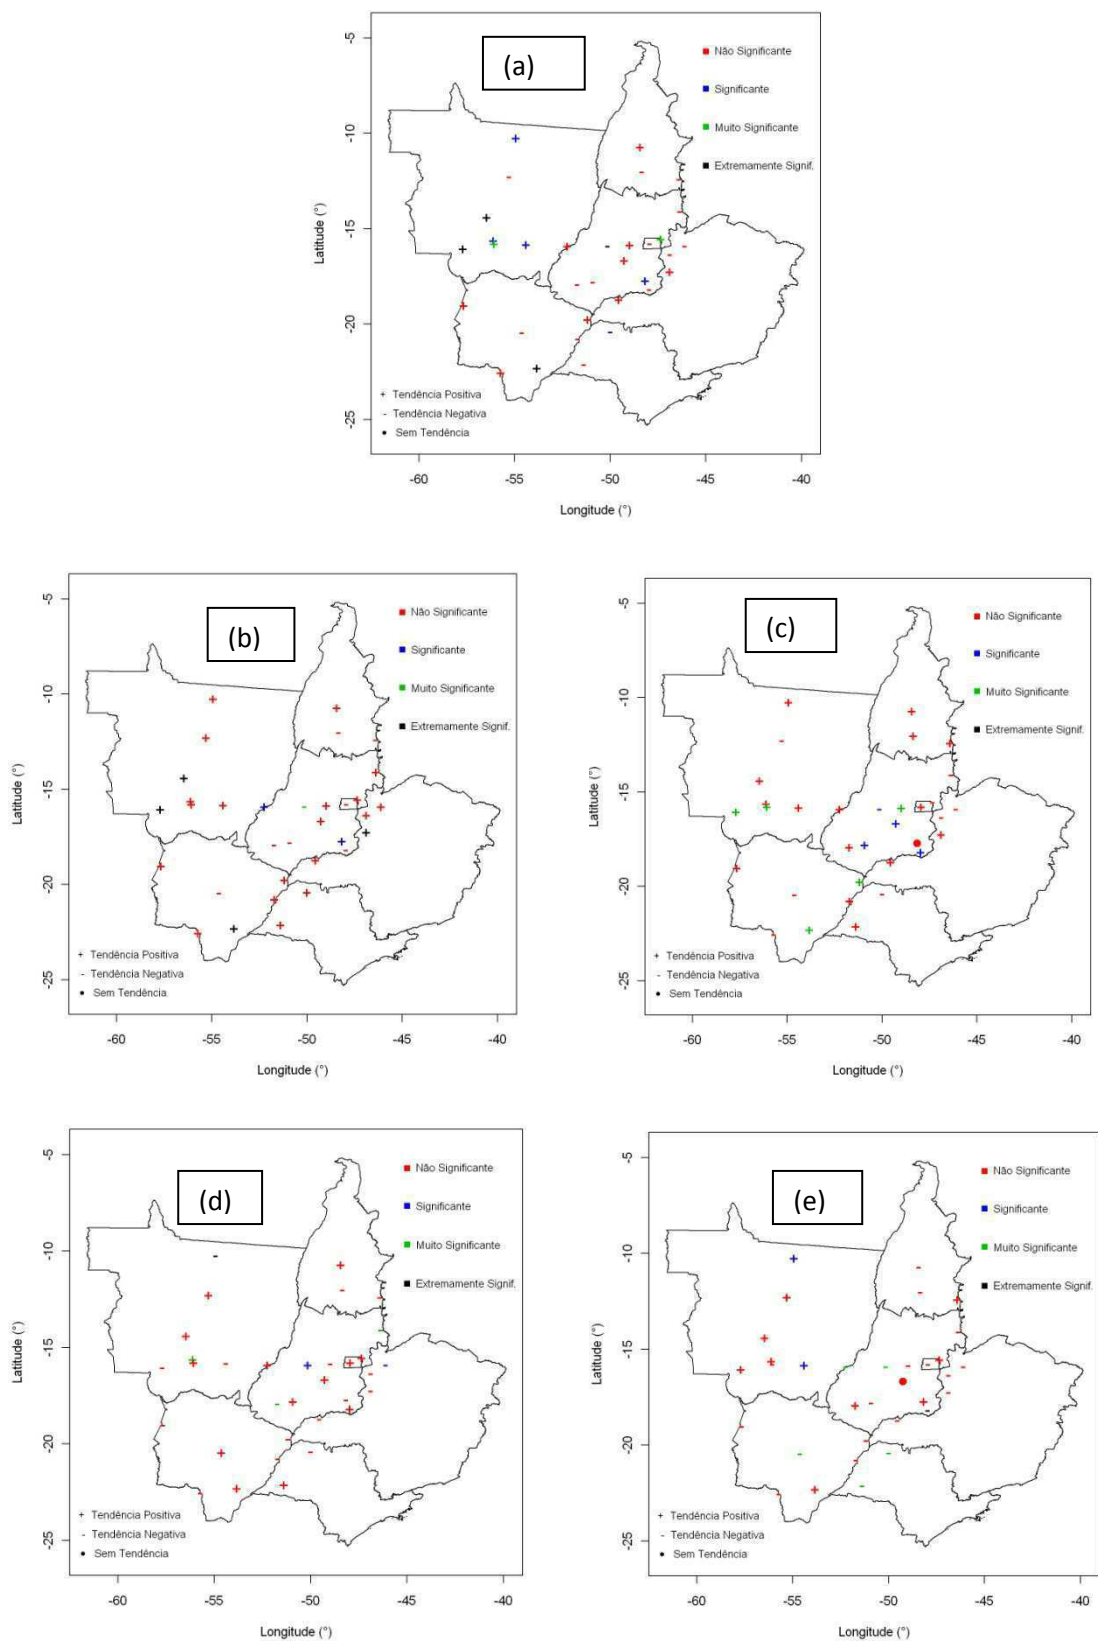 (a)
Não Significante
Significante
Muito Significante
Extremamente Signif.
+ Tendência Positiva
- Tendência Negativa
● Sem Tendência
Latitude (°)
-5
-10
-15
-20
-25
-60 -55 -50 -45 -40
Longitude (°)
(b)
Não Significante
Significante
Muito Significante
Extremamente Signif.
+ Tendência Positiva
- Tendência Negativa
● Sem Tendência
Latitude (°)
-5
-10
-15
-20
-25
-60 -55 -50 -45 -40
Longitude (°)
(c)
Não Significante
Significante
Muito Significante
Extremamente Signif.
+ Tendência Positiva
- Tendência Negativa
● Sem Tendência
Latitude (°)
-5
-10
-15
-20
-25
-60 -55 -50 -45 -40
Longitude (°)
(d)
Não Significante
Significante
Muito Significante
Extremamente Signif.
+ Tendência Positiva
- Tendência Negativa
● Sem Tendência
Latitude (°)
-5
-10
-15
-20
-25
-60 -55 -50 -45 -40
Longitude (°)
(e)
Não Significante
Significante
Muito Significante
Extremamente Signif.
+ Tendência Positiva
- Tendência Negativa
● Sem Tendência
Latitude (°)
-5
-10
-15
-20
-25
-60 -55 -50 -45 -40
Longitude (°)